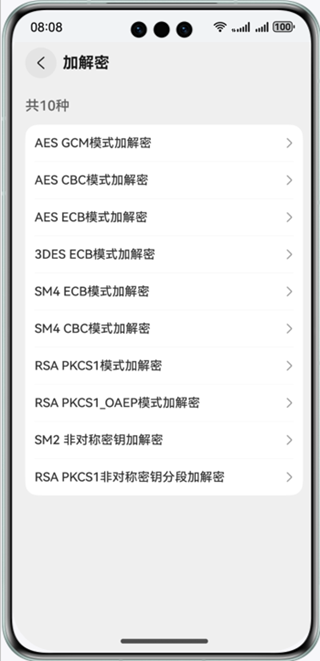 08:08
100
加解密
共10种
AES GCM模式加解密
AES CBC模式加解密
AES ECB模式加解密
3DES ECB模式加解密
SM4 ECB模式加解密
SM4 CBC模式加解密
RSA PKCS1模式加解密
RSA PKCS1_OAEP模式加解密
SM2 非对称密钥加解密
RSA PKCS1非对称密钥分段加解密